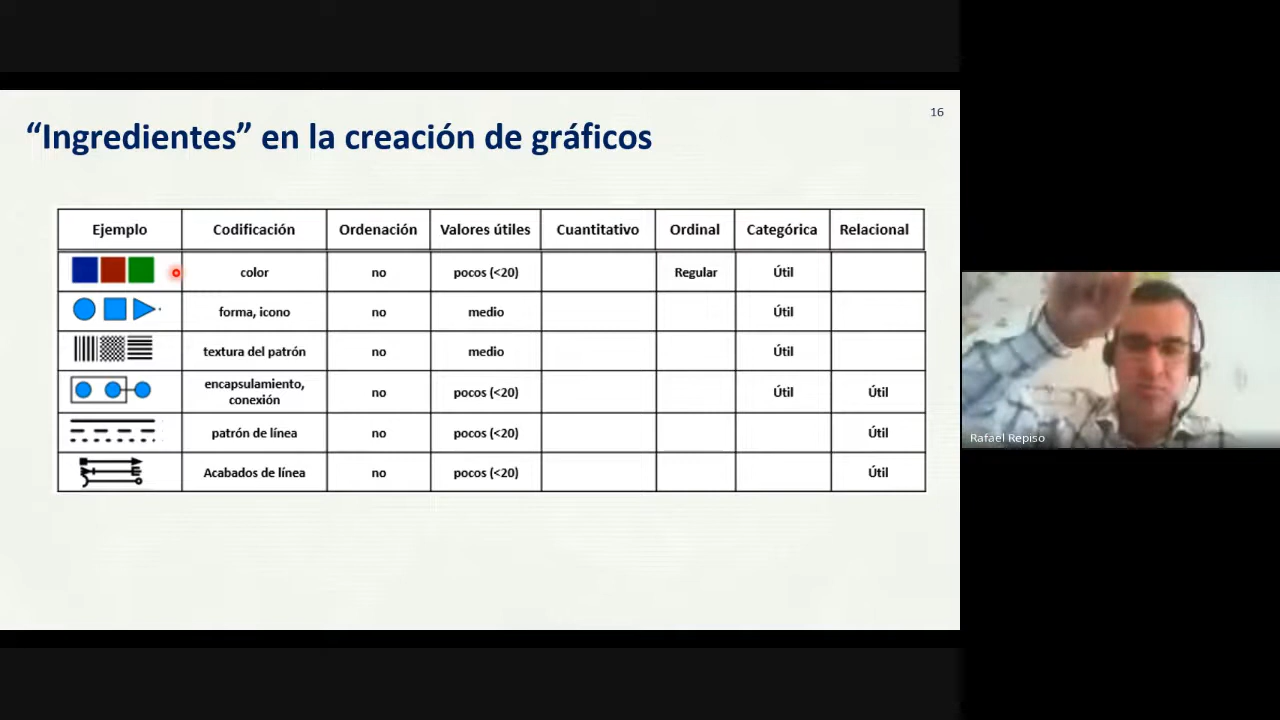 16
“Ingredientes” en la creación de gráficos
Ejemplo Codificación Ordenación Valores útiles Cuantitativo Ordinal Categórica Relacional
color no pocos (<20) Regular Útil
forma, icono no medio Útil
textura del patrón no medio Útil
encapsulamiento,
conexión no pocos (<20) Útil Útil
patrón de línea no pocos (<20) Útil
Acabados de línea no pocos (<20) Útil
Rafael Repiso